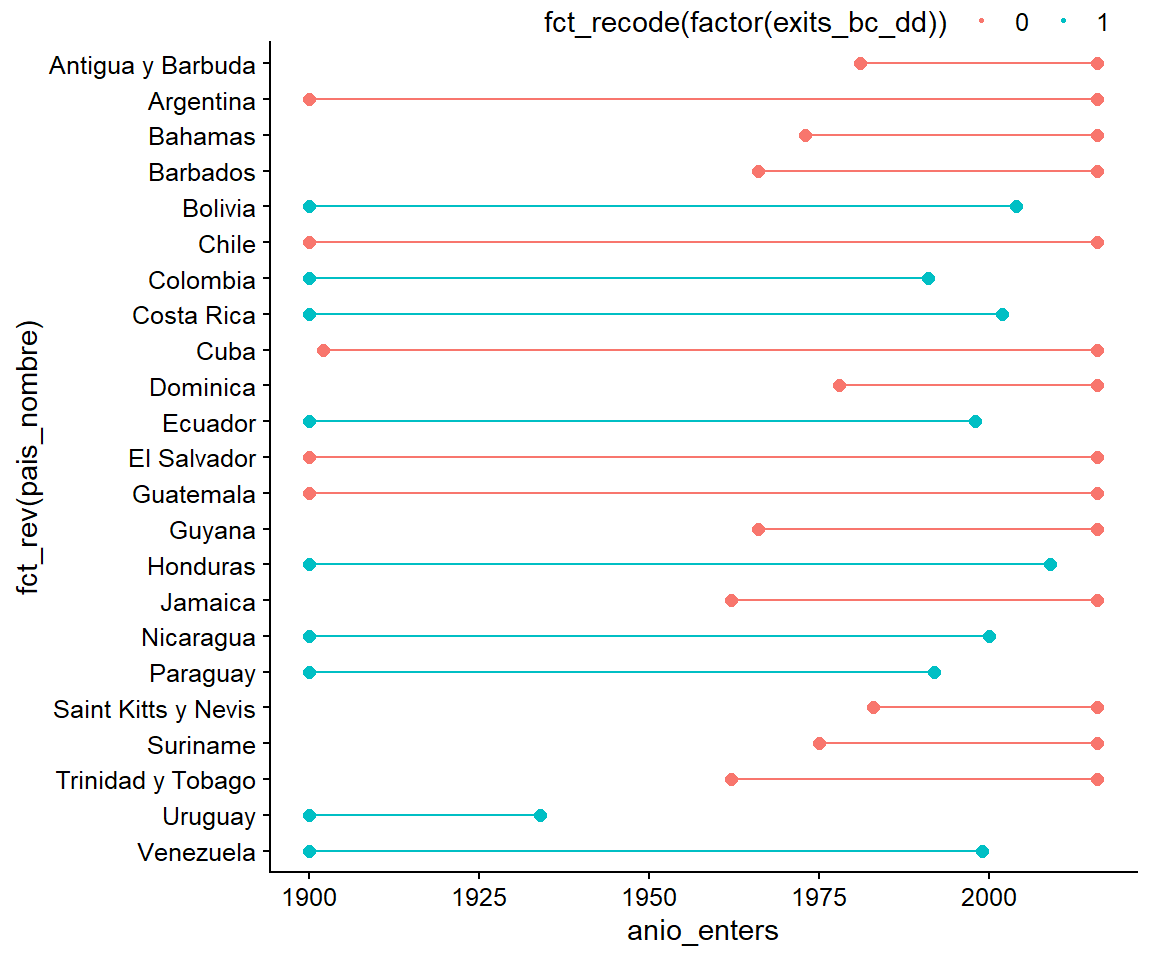 fct_recode(factor(exits_bc_dd)) 0 1
Antigua y Barbuda
Argentina
Bahamas
Barbados
Bolivia
Chile
Colombia
Costa Rica
Cuba
Dominica
Ecuador
El Salvador
Guatemala
Guyana
Honduras
Jamaica
Nicaragua
Paraguay
Saint Kitts y Nevis
Suriname
Trinidad y Tobago
Uruguay
Venezuela
fct_rev(pais_nombre)
1900 1925 1950 1975 2000
anio_enters